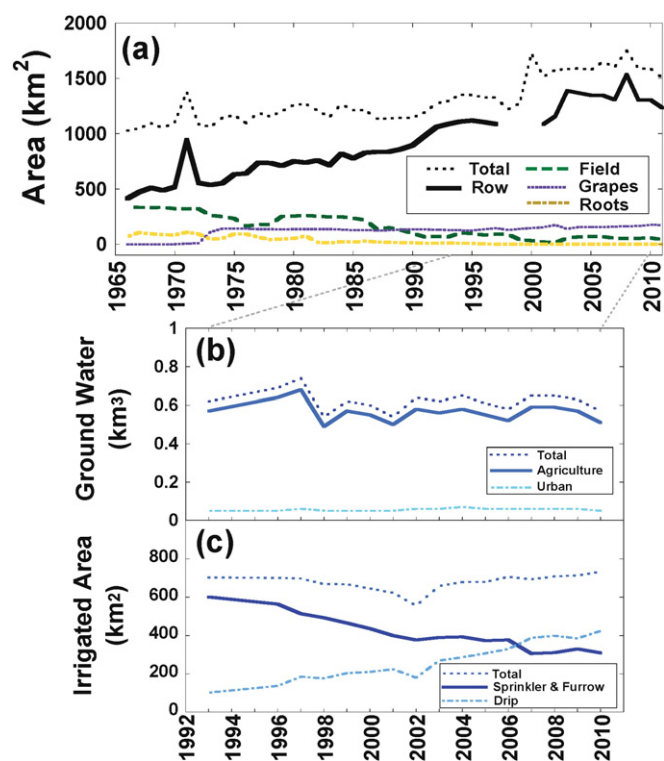 (a)
Area (km²)
2000
1500
1000
500
0
Total
Row
Field
Grapes
Roots
1965
1970
1975
1980
1985
1990
1995
2000
2005
2010
(b)
Ground Water
(km³)
1
0.8
0.6
0.4
0.2
0
Total
Agriculture
Urban
(c)
Irrigated Area
(km²)
800
600
400
200
0
Total
Sprinkler & Furrow
Drip
1992
1994
1996
1998
2000
2002
2004
2006
2008
2010